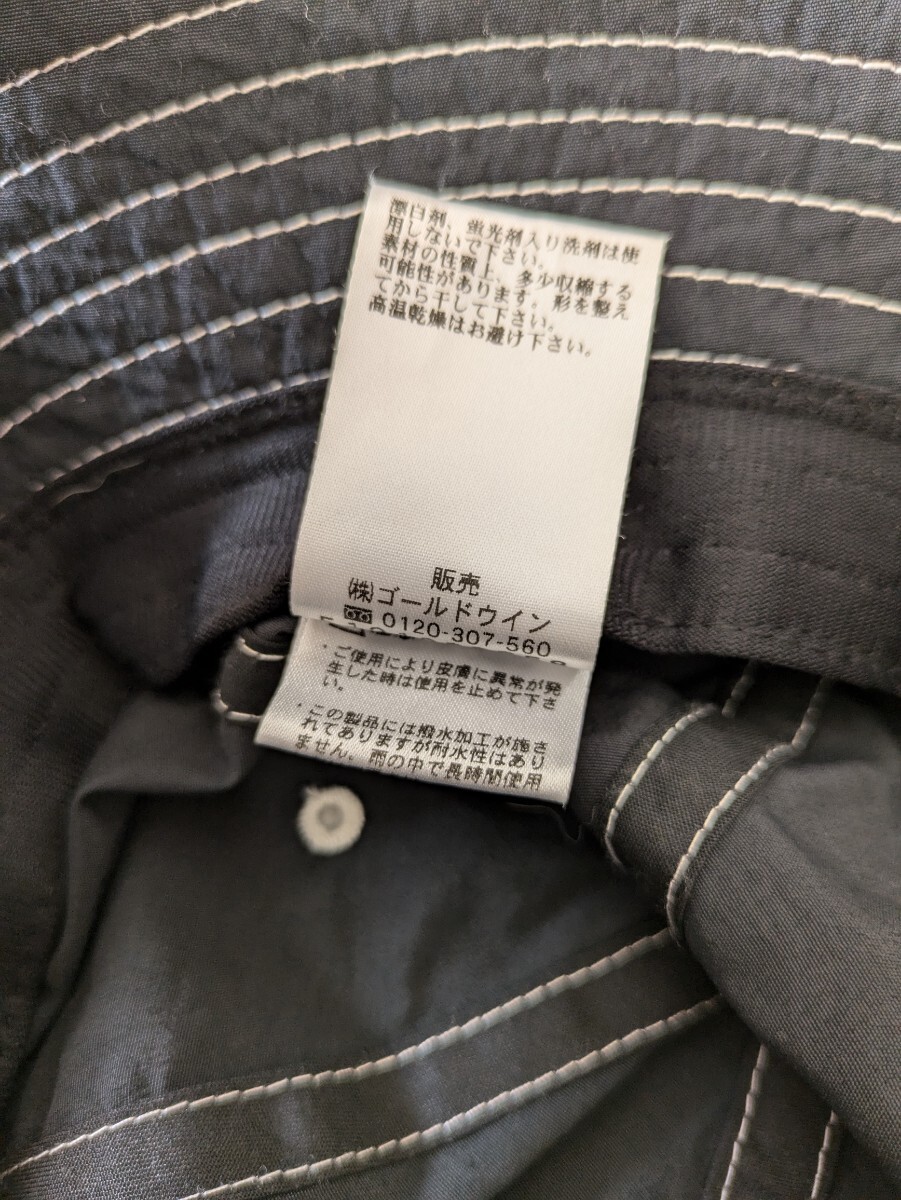 漂白剤、蛍光剤入り洗剤は使
用しないで下さい。
素材の性質上、多少収縮する
可能性があります。形を整え
てから干して下さい。
高温乾燥はお避け下さい。
販売
(株)ゴールドウイン
0120-307-560
・ご使用により皮膚に異常が発
生した時は使用を止めて下さ
い。
・この製品には撥水加工が施さ
れてありますが耐水性はあり
ません。雨の中で長時間使用